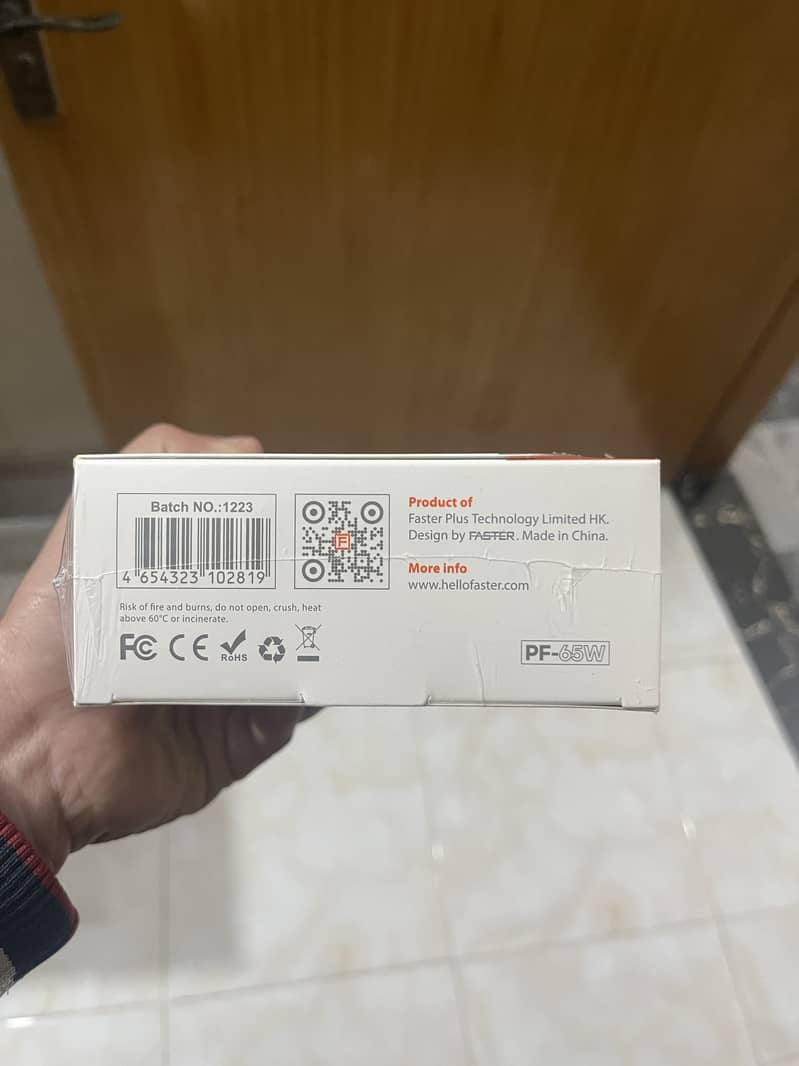 Batch NO.:1223
4 654323 102819
Risk of fire and burns, do not open, crush, heat
above 60°C or incinerate.
FC CE RoHS
F
Product of
Faster Plus Technology Limited HK.
Design by FASTER. Made in China.
More info
www.hellofaster.com
PF-65W